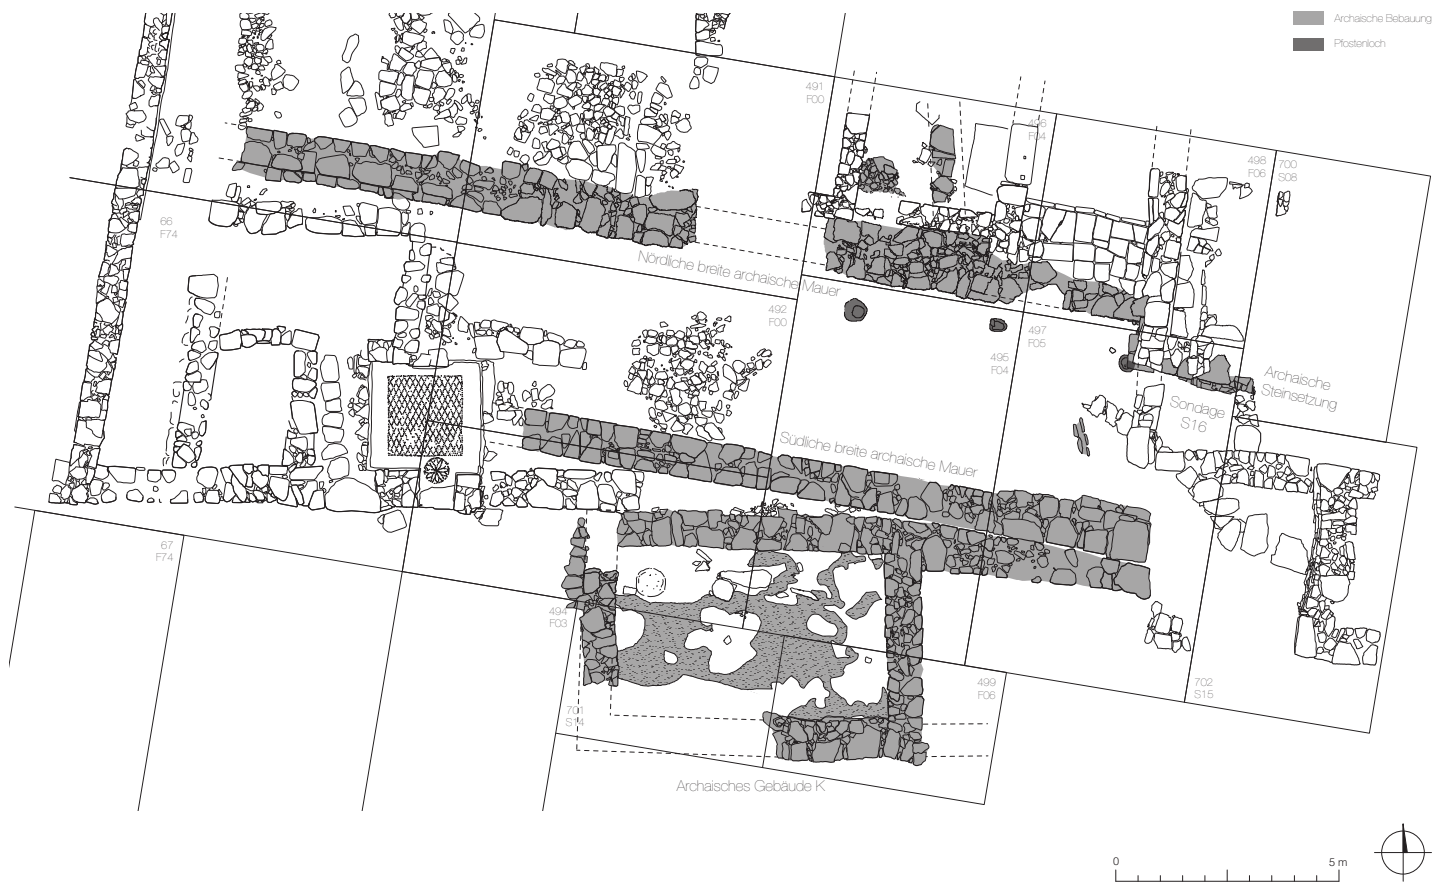 Archaische Bebauung
Pfostenloch
491
F00
496
F04
498
F06
700
S08
66
F74
Nördliche breite archaische Mauer
492
F00
497
F05
495
F04
Archaische
Steinsetzung
Sondage
S16
Südliche breite archaische Mauer
67
F74
494
F03
499
F06
702
S15
701
S14
Archaisches Gebäude K
0
5 m